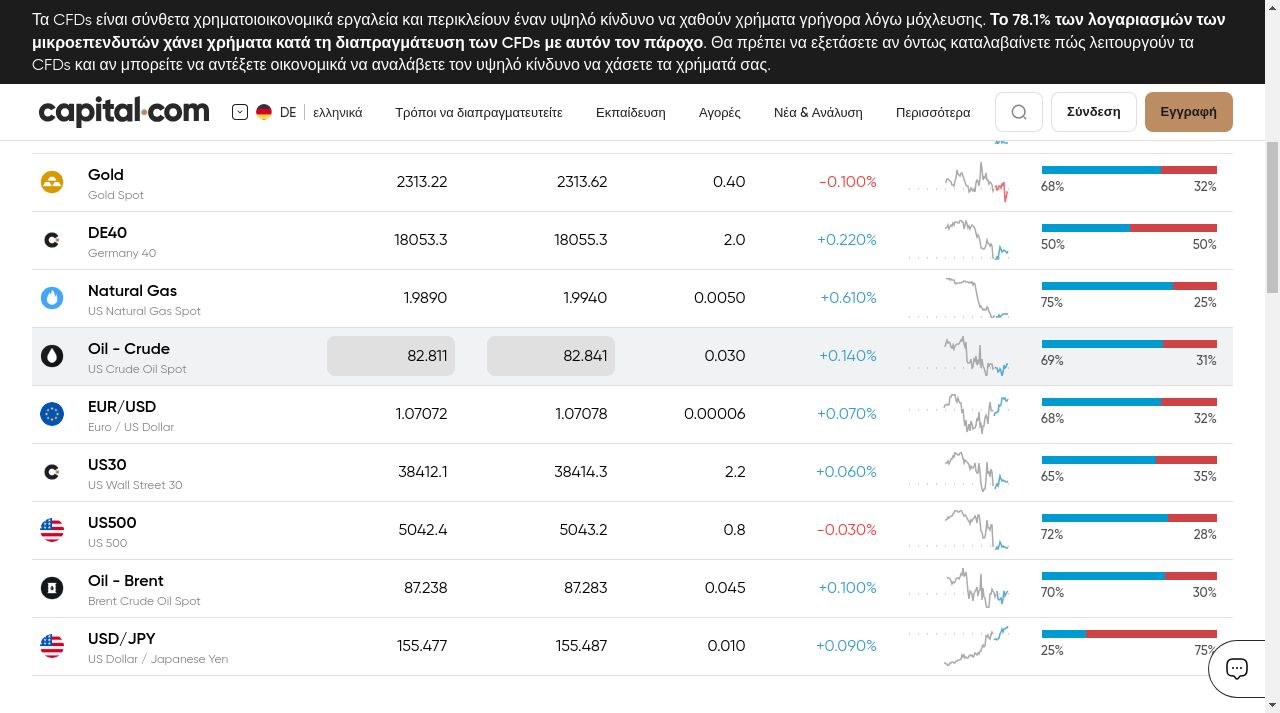 Τα CFDs είναι σύνθετα χρηματοιοικονομικά εργαλεία και περικλείουν έναν υψηλό κίνδυνο να χαθούν χρήματα γρήγορα λόγω μόχλευσης. Το 78.1% των λογαριασμών των
μικροεπενδυτών χάνει χρήματα κατά τη διαπραγμάτευση των CFDs με αυτόν τον πάροχο. Θα πρέπει να εξετάσετε αν όντως καταλαβαίνετε πώς λειτουργούν τα
CFDs και αν μπορείτε να αντέξετε οικονομικά να αναλάβετε τον υψηλό κίνδυνο να χάσετε τα χρήματά σας.
capital.com DE ελληνικά Τρόποι να διαπραγματευτείτε Εκπαίδευση Αγορές Νέα & Ανάλυση Περισσότερα Σύνδεση Εγγραφή
Gold 2313.22 2313.62 0.40 -0.100%
Gold Spot 68% 32%
DE40 18053.3 18055.3 2.0 +0.220%
Germany 40 50% 50%
Natural Gas 1.9890 1.9940 0.0050 +0.610%
US Natural Gas Spot 75% 25%
Oil - Crude 82.811 82.841 0.030 +0.140%
US Crude Oil Spot 69% 31%
EUR/USD 1.07072 1.07078 0.00006 +0.070%
Euro / US Dollar 68% 32%
US30 38412.1 38414.3 2.2 +0.060%
US Wall Street 30 65% 35%
US500 5042.4 5043.2 0.8 -0.030%
US 500 72% 28%
Oil - Brent 87.238 87.283 0.045 +0.100%
Brent Crude Oil Spot 70% 30%
USD/JPY 155.477 155.487 0.010 +0.090%
US Dollar / Japanese Yen 25% 75%